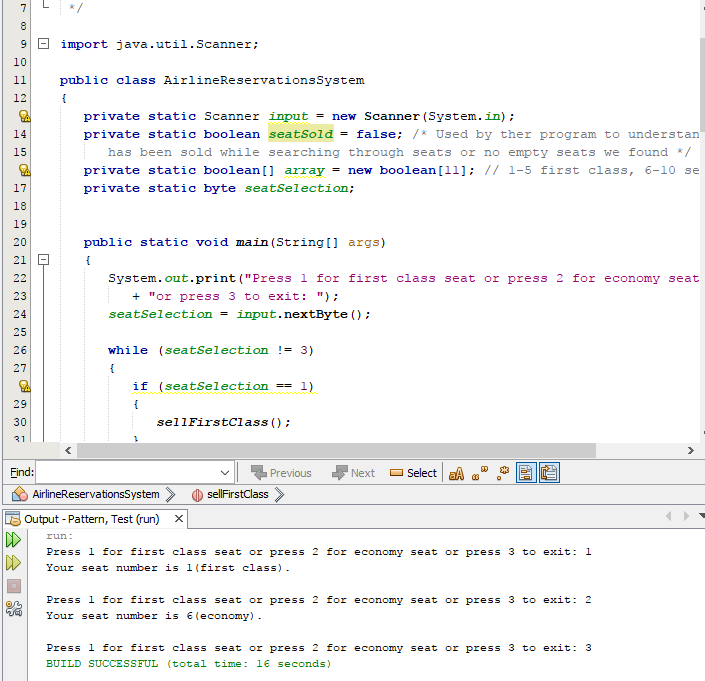 7 */
8
9 import java.util.Scanner;
10
11 public class AirlineReservationsSystem
12 {
private static Scanner input = new Scanner(System.in);
14 private static boolean seatSold = false; /* Used by ther program to understan
15 has been sold while searching through seats or no empty seats we found */
private static boolean[] array = new boolean[11]; // 1-5 first class, 6-10 se
17 private static byte seatSelection;
18
19
20 public static void main(String[] args)
21 {
22 System.out.print("Press 1 for first class seat or press 2 for economy seat
23 + "or press 3 to exit: ");
24 seatSelection = input.nextByte();
25
26 while (seatSelection != 3)
27 {
if (seatSelection == 1)
29 {
30 sellFirstClass();
31 }
Find: Previous Next Select
AirlineReservationsSystem sellFirstClass
Output - Pattern, Test (run)
run:
Press 1 for first class seat or press 2 for economy seat or press 3 to exit: 1
Your seat number is 1(first class).
Press 1 for first class seat or press 2 for economy seat or press 3 to exit: 2
Your seat number is 6(economy).
Press 1 for first class seat or press 2 for economy seat or press 3 to exit: 3
BUILD SUCCESSFUL (total time: 16 seconds)